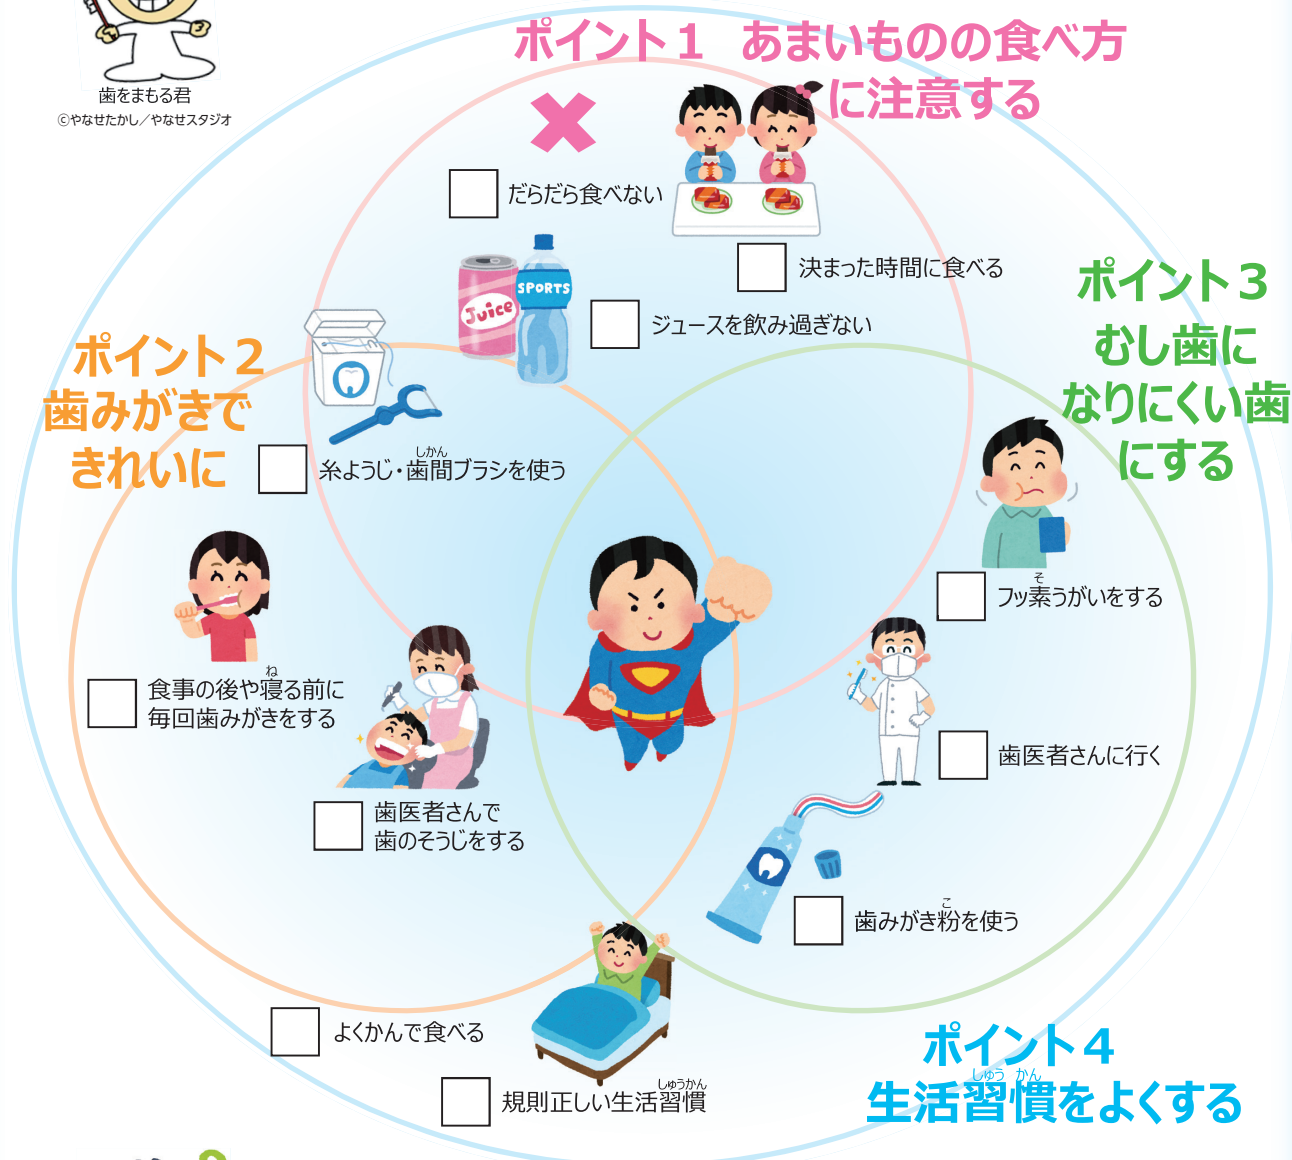 歯をまもる君
©やなせたかし／やなせスタジオ
ポイント１ あまいものの食べ方
に注意する
だらだら食べない
決まった時間に食べる
Juice
SPORTS
ジュースを飲み過ぎない
ポイント２
歯みがきで
きれいに
しかん
糸ようじ・歯間ブラシを使う
ね
食事の後や寝る前に
毎回歯みがきをする
歯医者さんで
歯のそうじをする
ポイント３
むし歯に
なりにくい歯
にする
そ
フッ素うがいをする
歯医者さんに行く
こ
歯みがき粉を使う
よくかんで食べる
しゅうかん
規則正しい生活習慣
ポイント４
しゅう かん
生活習慣をよくする